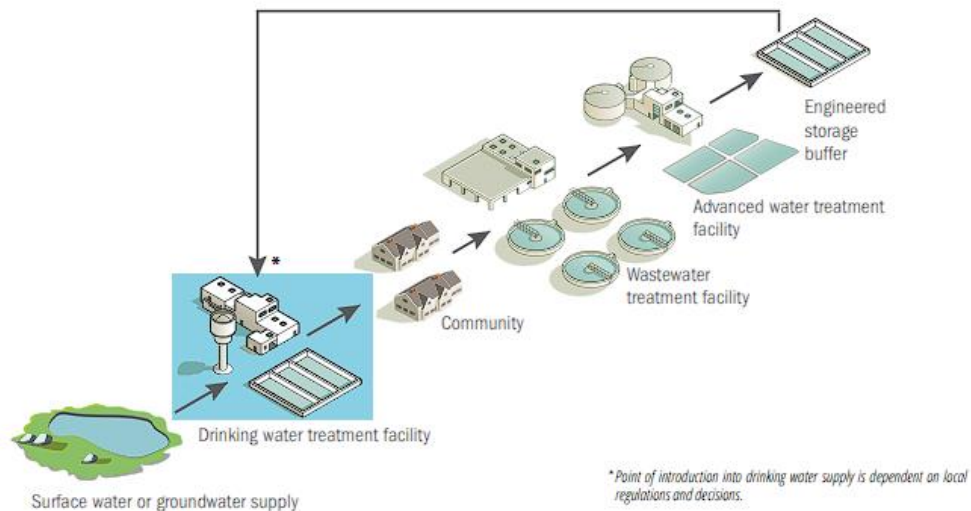 Engineered
storage
buffer
Advanced water treatment
facility
*
Wastewater
treatment facility
Community
Drinking water treatment facility
Surface water or groundwater supply
*Point of introduction into drinking water supply is dependent on local
regulations and decisions.